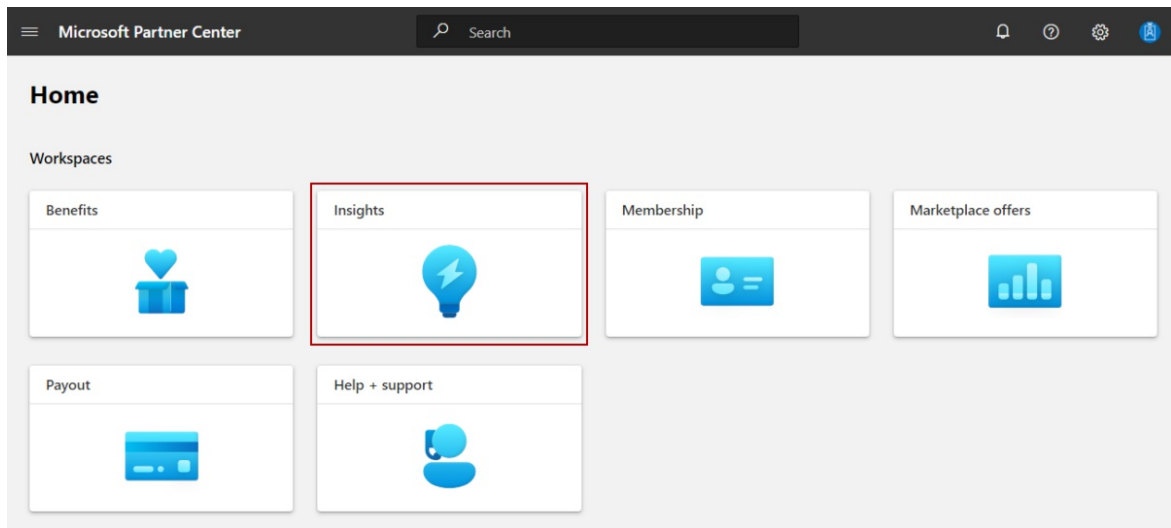 Microsoft Partner Center Search
Home
Workspaces
Benefits Insights Membership Marketplace offers
Payout Help + support